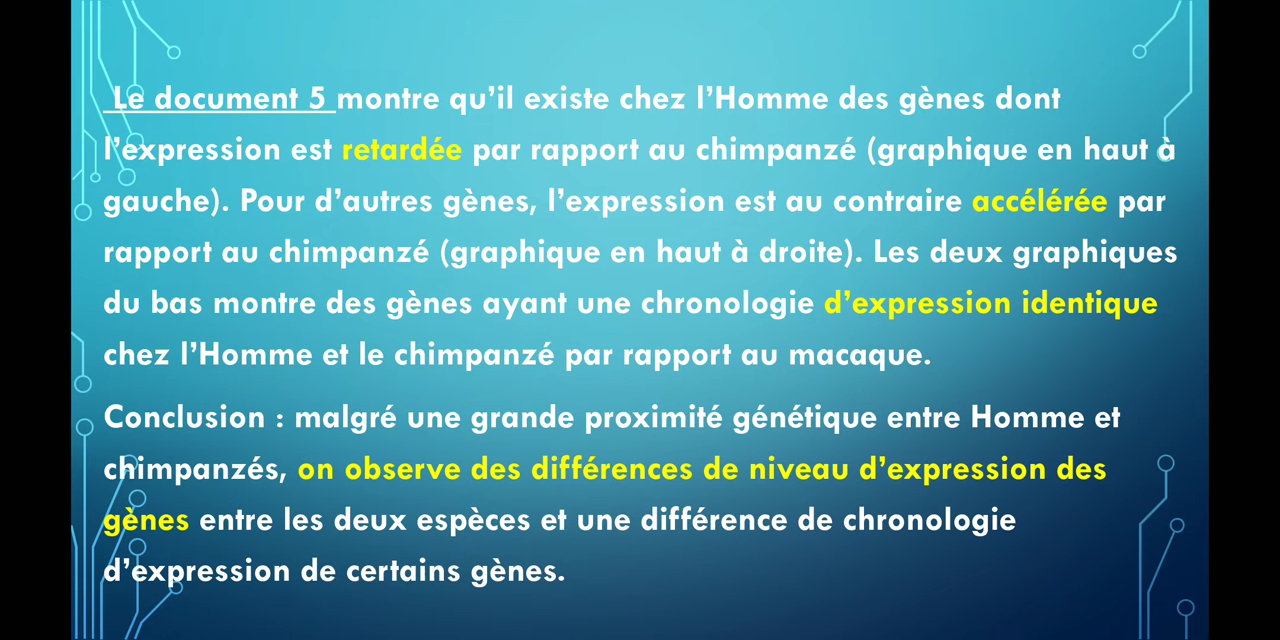 Le document 5 montre qu’il existe chez l’Homme des gènes dont
l’expression est retardée par rapport au chimpanzé (graphique en haut à
gauche). Pour d’autres gènes, l’expression est au contraire accélérée par
rapport au chimpanzé (graphique en haut à droite). Les deux graphiques
du bas montre des gènes ayant une chronologie d’expression identique
chez l’Homme et le chimpanzé par rapport au macaque.
Conclusion : malgré une grande proximité génétique entre Homme et
chimpanzés, on observe des différences de niveau d’expression des
gènes entre les deux espèces et une différence de chronologie
d’expression de certains gènes.